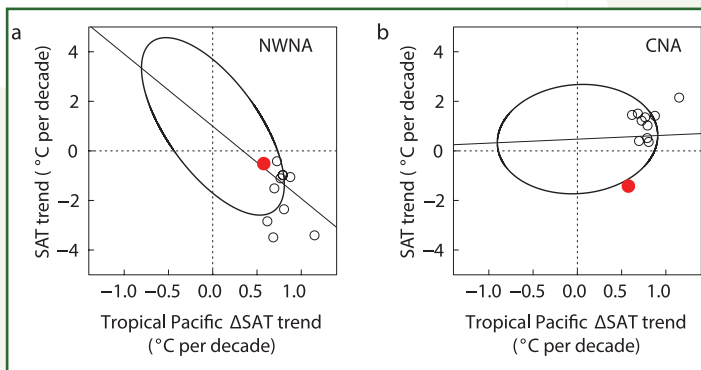 a
NWNA
SAT trend ( °C per decade)
4
2
0
−2
−4
−1.0 −0.5 0.0 0.5 1.0
Tropical Pacific ΔSAT trend
(°C per decade)
b
CNA
SAT trend ( °C per decade)
4
2
0
−2
−4
−1.0 −0.5 0.0 0.5 1.0
Tropical Pacific ΔSAT trend
(°C per decade)